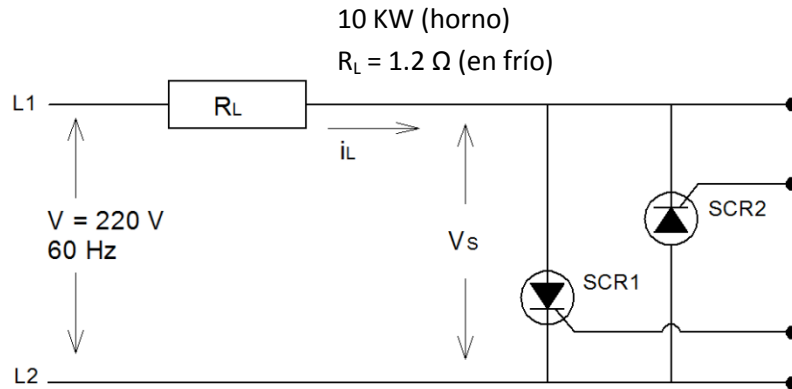 10 KW (horno)
RL = 1.2 Ω (en frío)
L1
RL
iL
V = 220 V
60 Hz
VS
SCR2
SCR1
L2